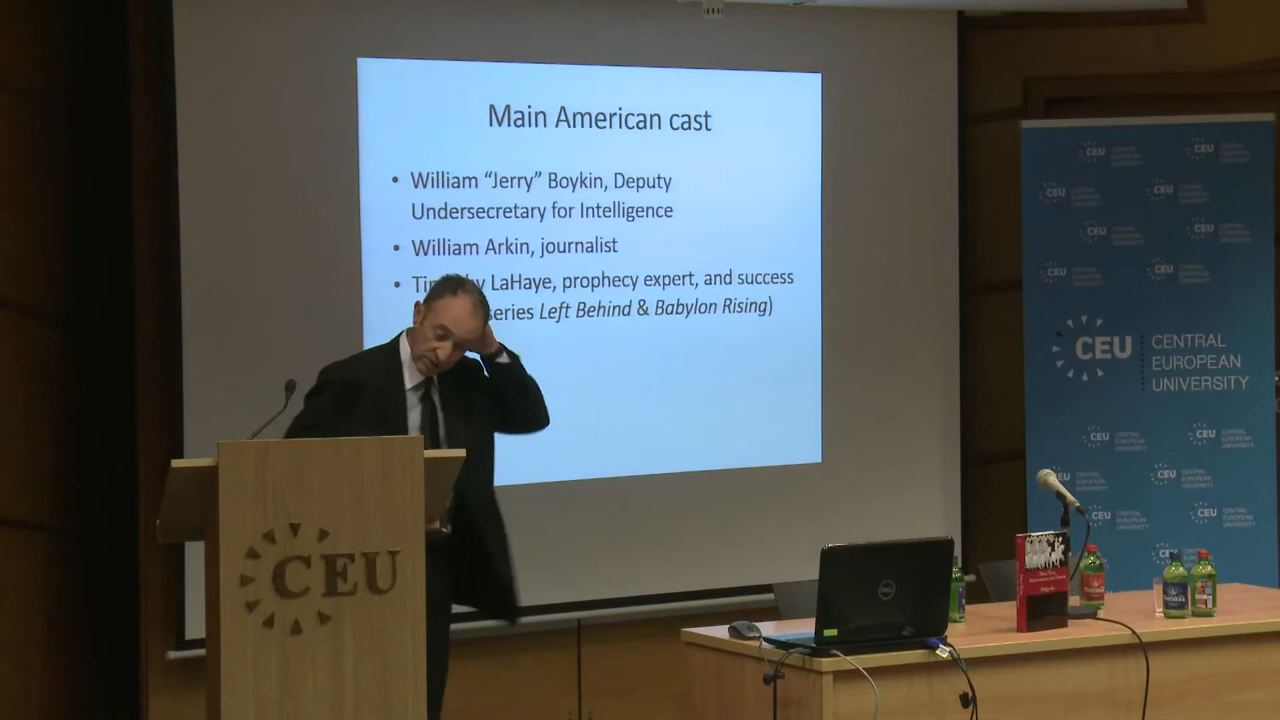 Main American cast
• William “Jerry” Boykin, Deputy
Undersecretary for Intelligence
• William Arkin, journalist
• LaHaye, prophecy expert, and success
series Left Behind & Babylon Rising)
CEU
CEU
CENTRAL
EUROPEAN
UNIVERSITY
DELL